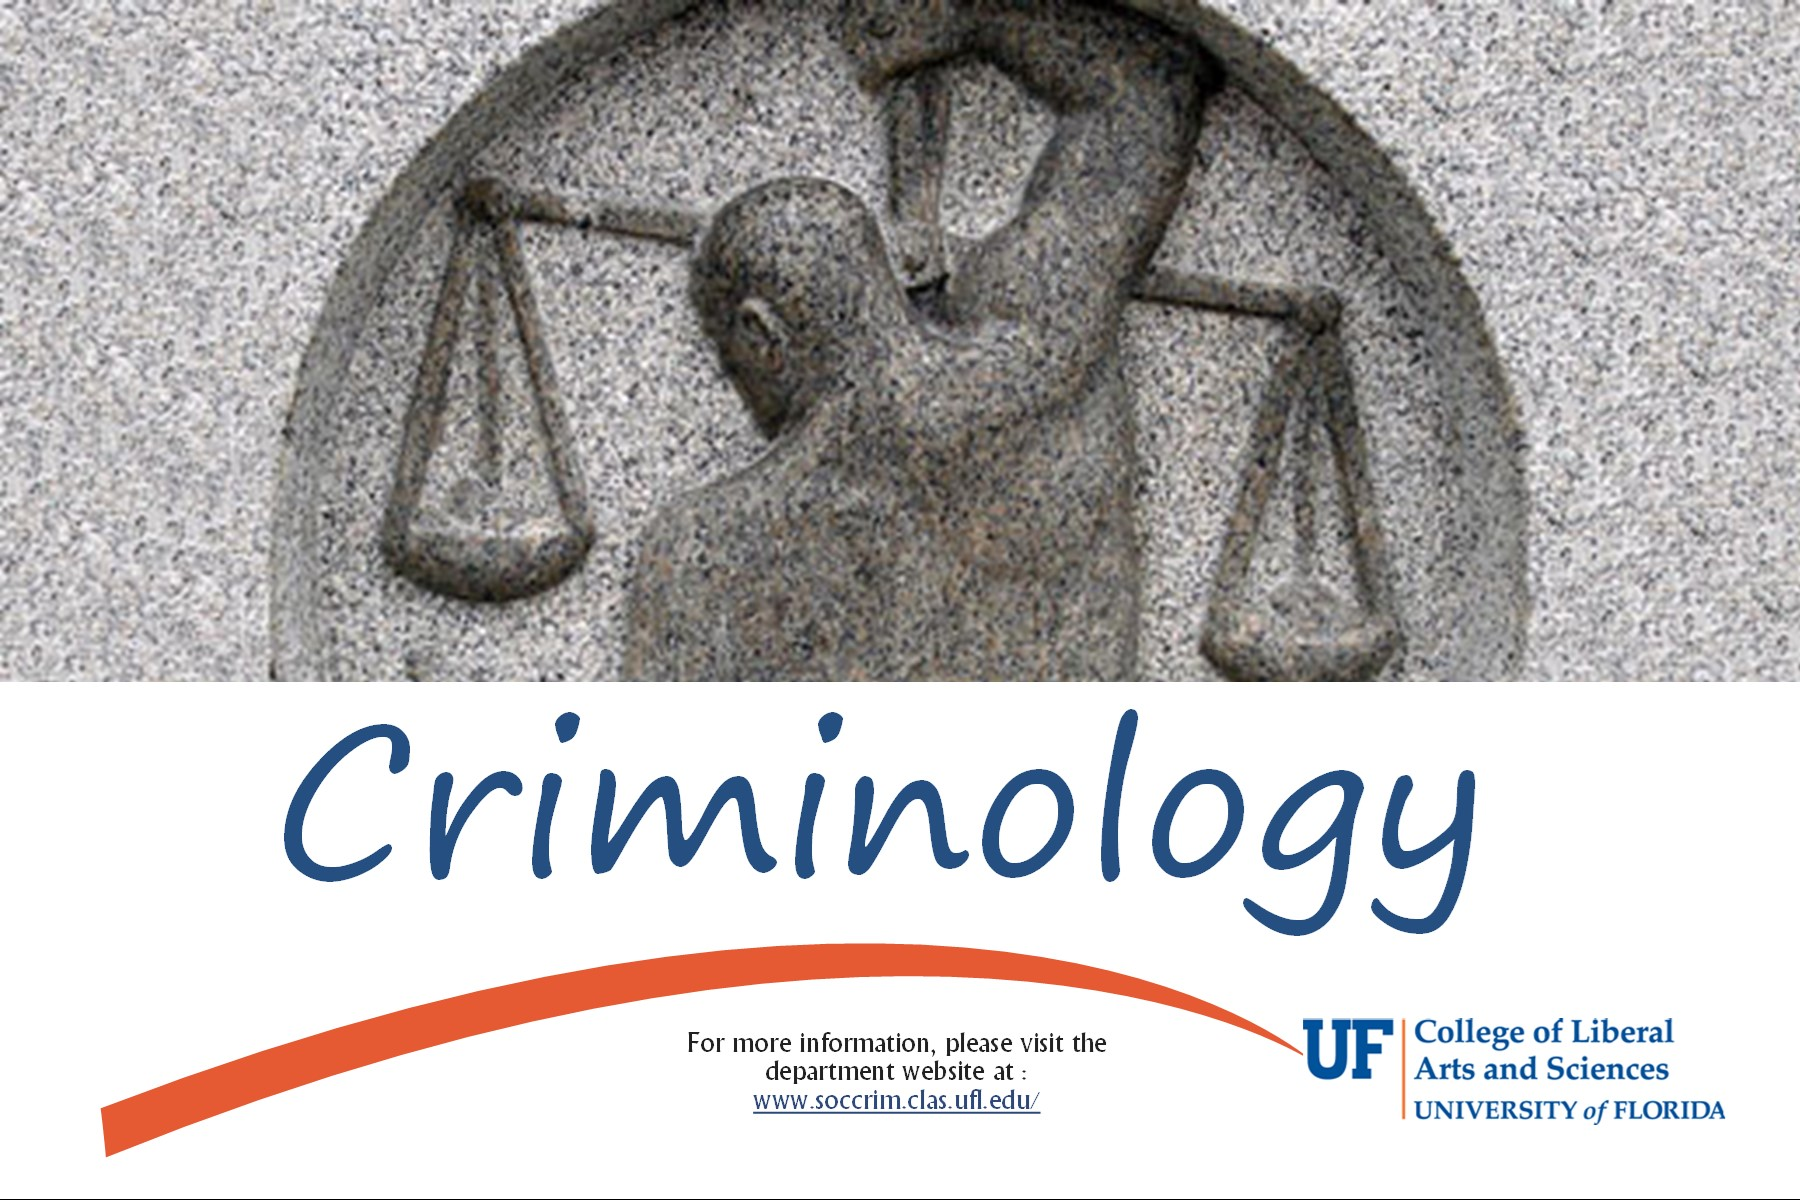 Criminology
For more information, please visit the
department website at :
www.soccrim.clas.ufl.edu/
UF
College of Liberal
Arts and Sciences
UNIVERSITY of FLORIDA